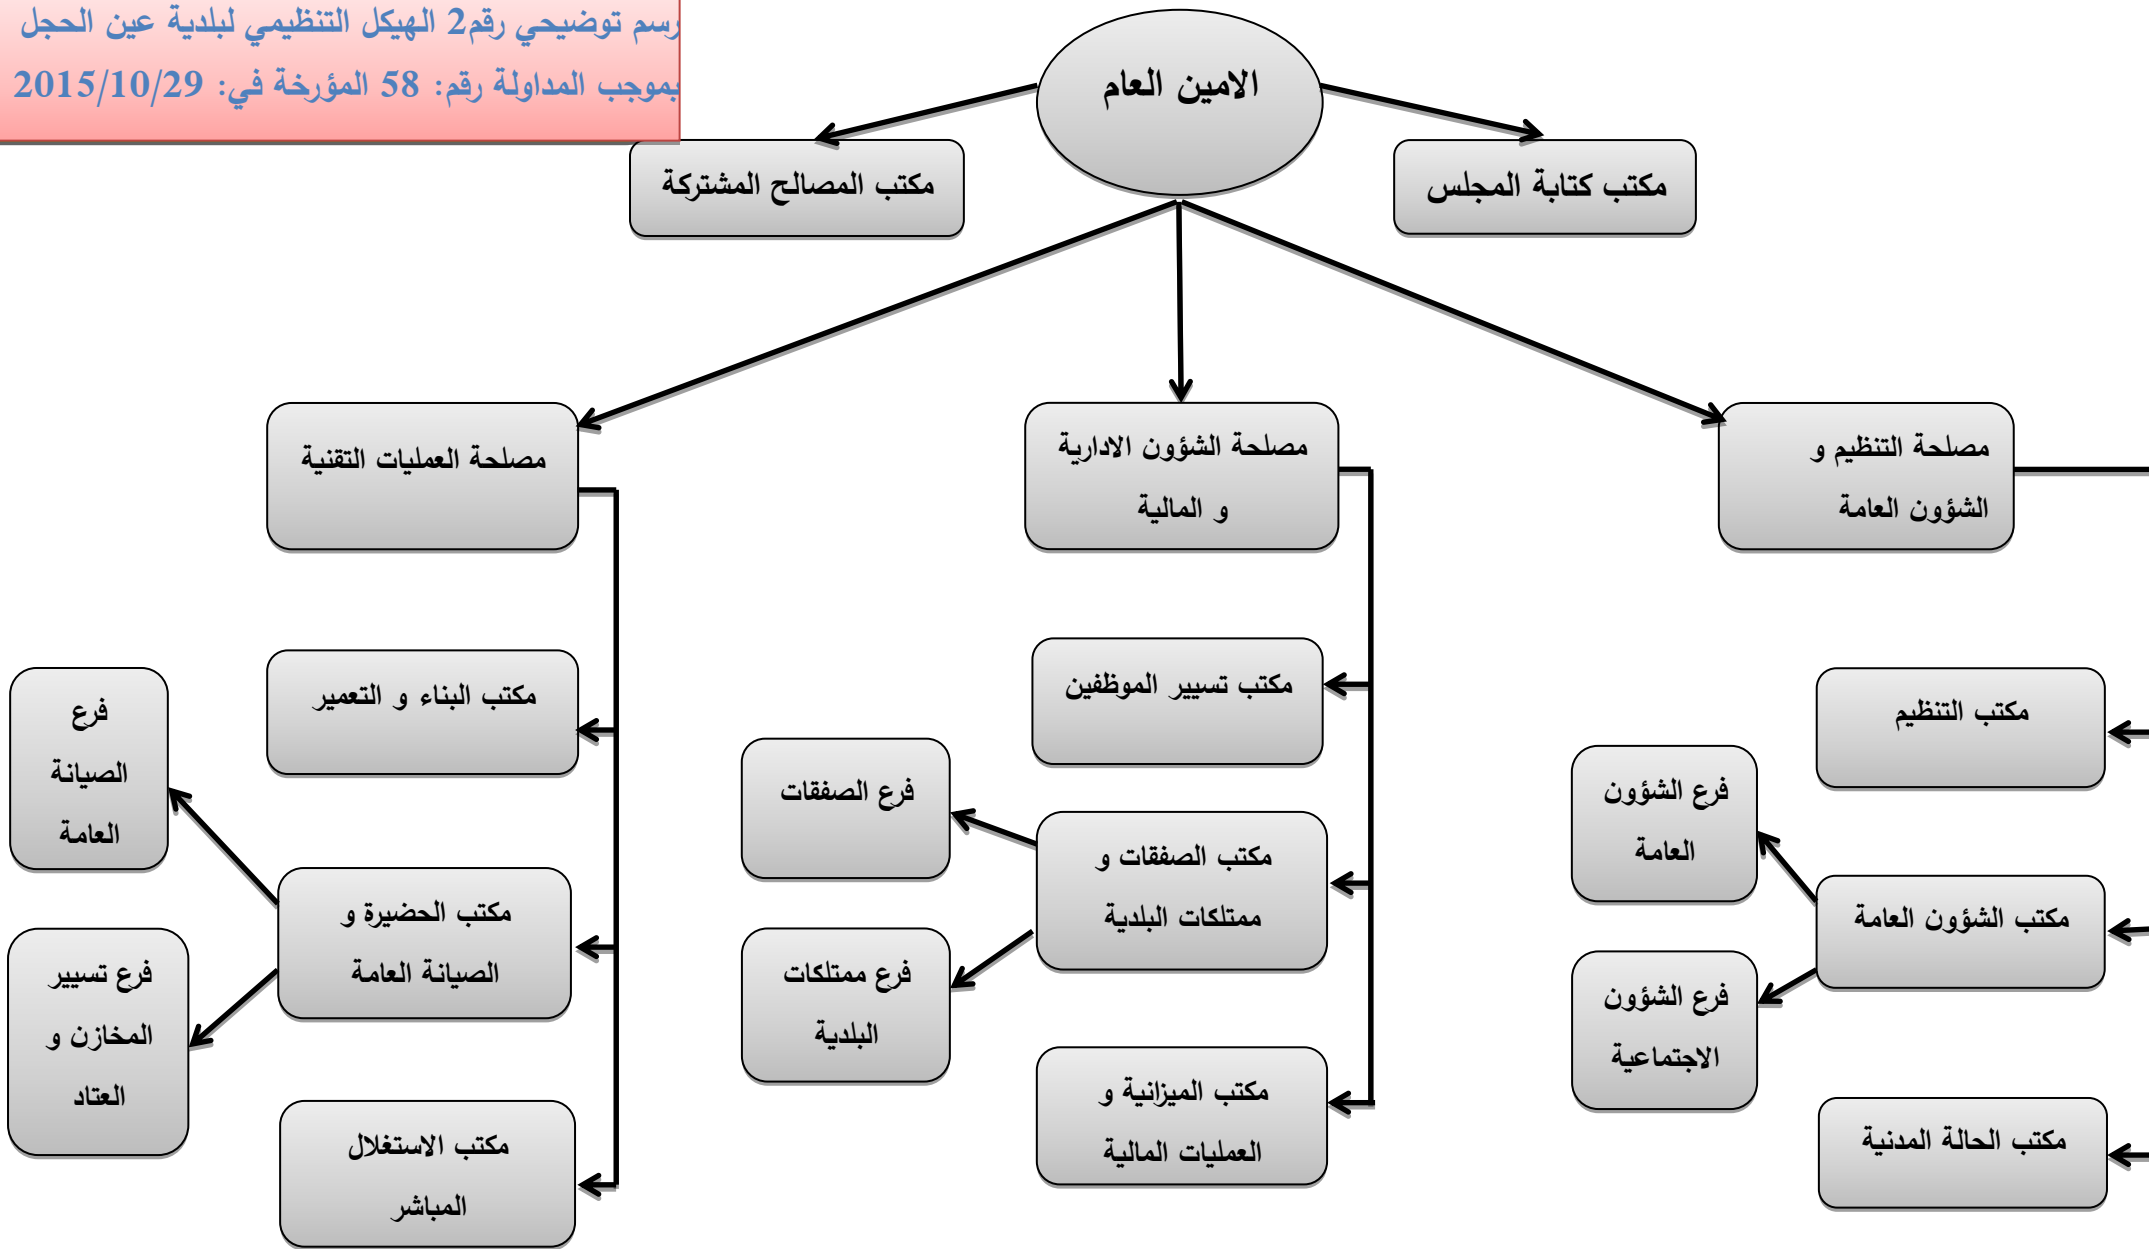 رسم توضيحي رقم2 الهيكل التنظيمي لبلدية عين الحجل
بموجب المداولة رقم: 58 المؤرخة في: 2015/10/29
الامين العام
مكتب كتابة المجلس
مكتب المصالح المشتركة
مصلحة التنظيم و
الشؤون العامة
مصلحة الشؤون الادارية
و المالية
مصلحة العمليات التقنية
مكتب التنظيم
فرع الشؤون
العامة
مكتب الشؤون العامة
فرع الشؤون
الاجتماعية
مكتب الحالة المدنية
مكتب تسيير الموظفين
فرع الصفقات
مكتب الصفقات و
ممتلكات البلدية
فرع ممتلكات
البلدية
مكتب الميزانية و
العمليات المالية
مكتب البناء و التعمير
فرع
الصيانة
العامة
مكتب الحضيرة و
الصيانة العامة
فرع تسيير
المخازن و
العتاد
مكتب الاستغلال
المباشر